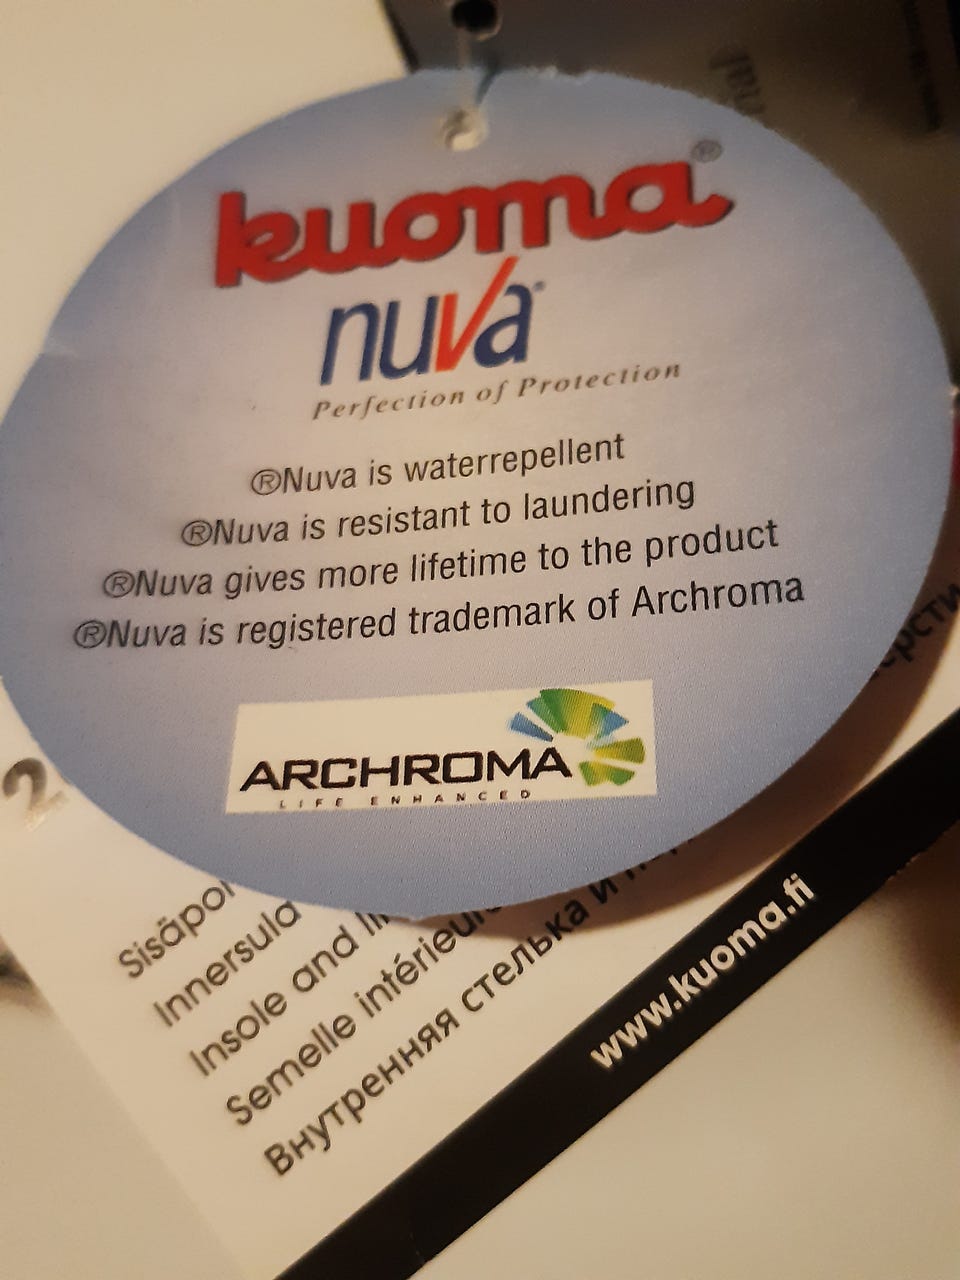 kuoma®
nuva®
Perfection of Protection
®Nuva is waterrepellent
®Nuva is resistant to laundering
®Nuva gives more lifetime to the product
®Nuva is registered trademark of Archroma
ARCHROMA
LIFE ENHANCED
2
Innersula
Insole and
Semelle
Внутренняя стелька и
www.kuoma.fi